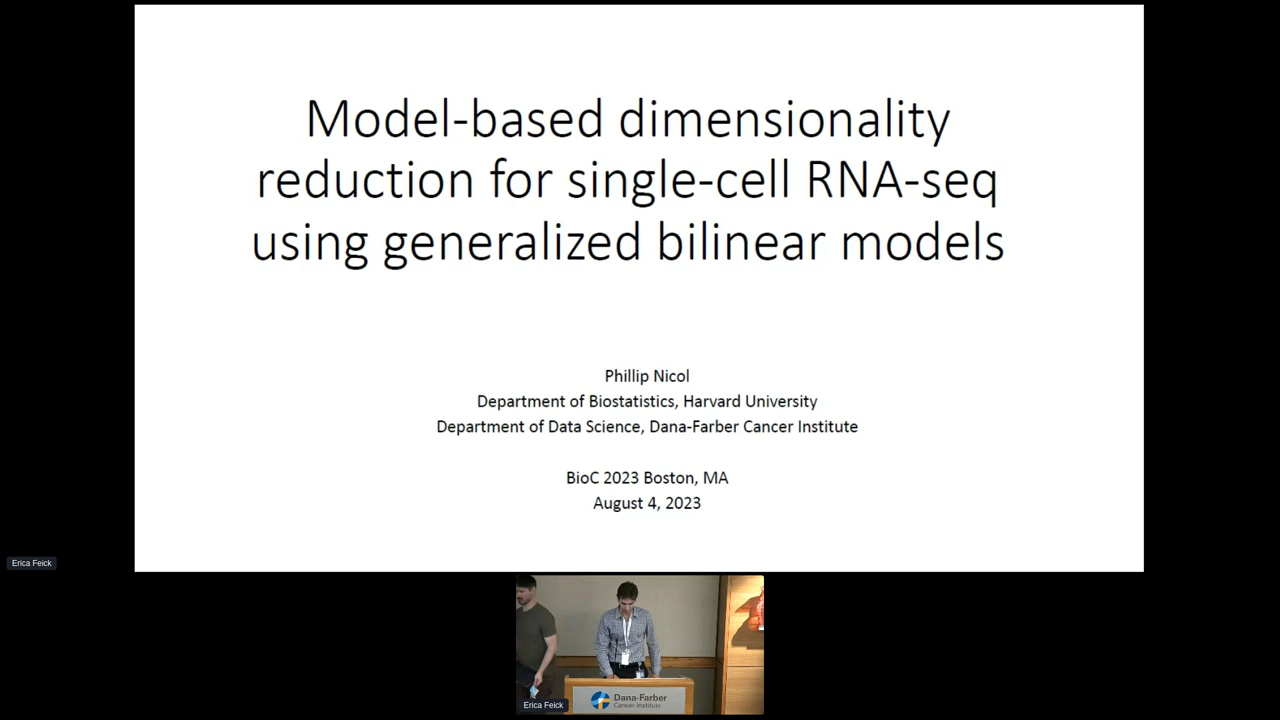 Model-based dimensionality
reduction for single-cell RNA-seq
using generalized bilinear models
Phillip Nicol
Department of Biostatistics, Harvard University
Department of Data Science, Dana-Farber Cancer Institute
BioC 2023 Boston, MA
August 4, 2023
Erica Feick
Erica Feick
Dana-Farber
Cancer Institute